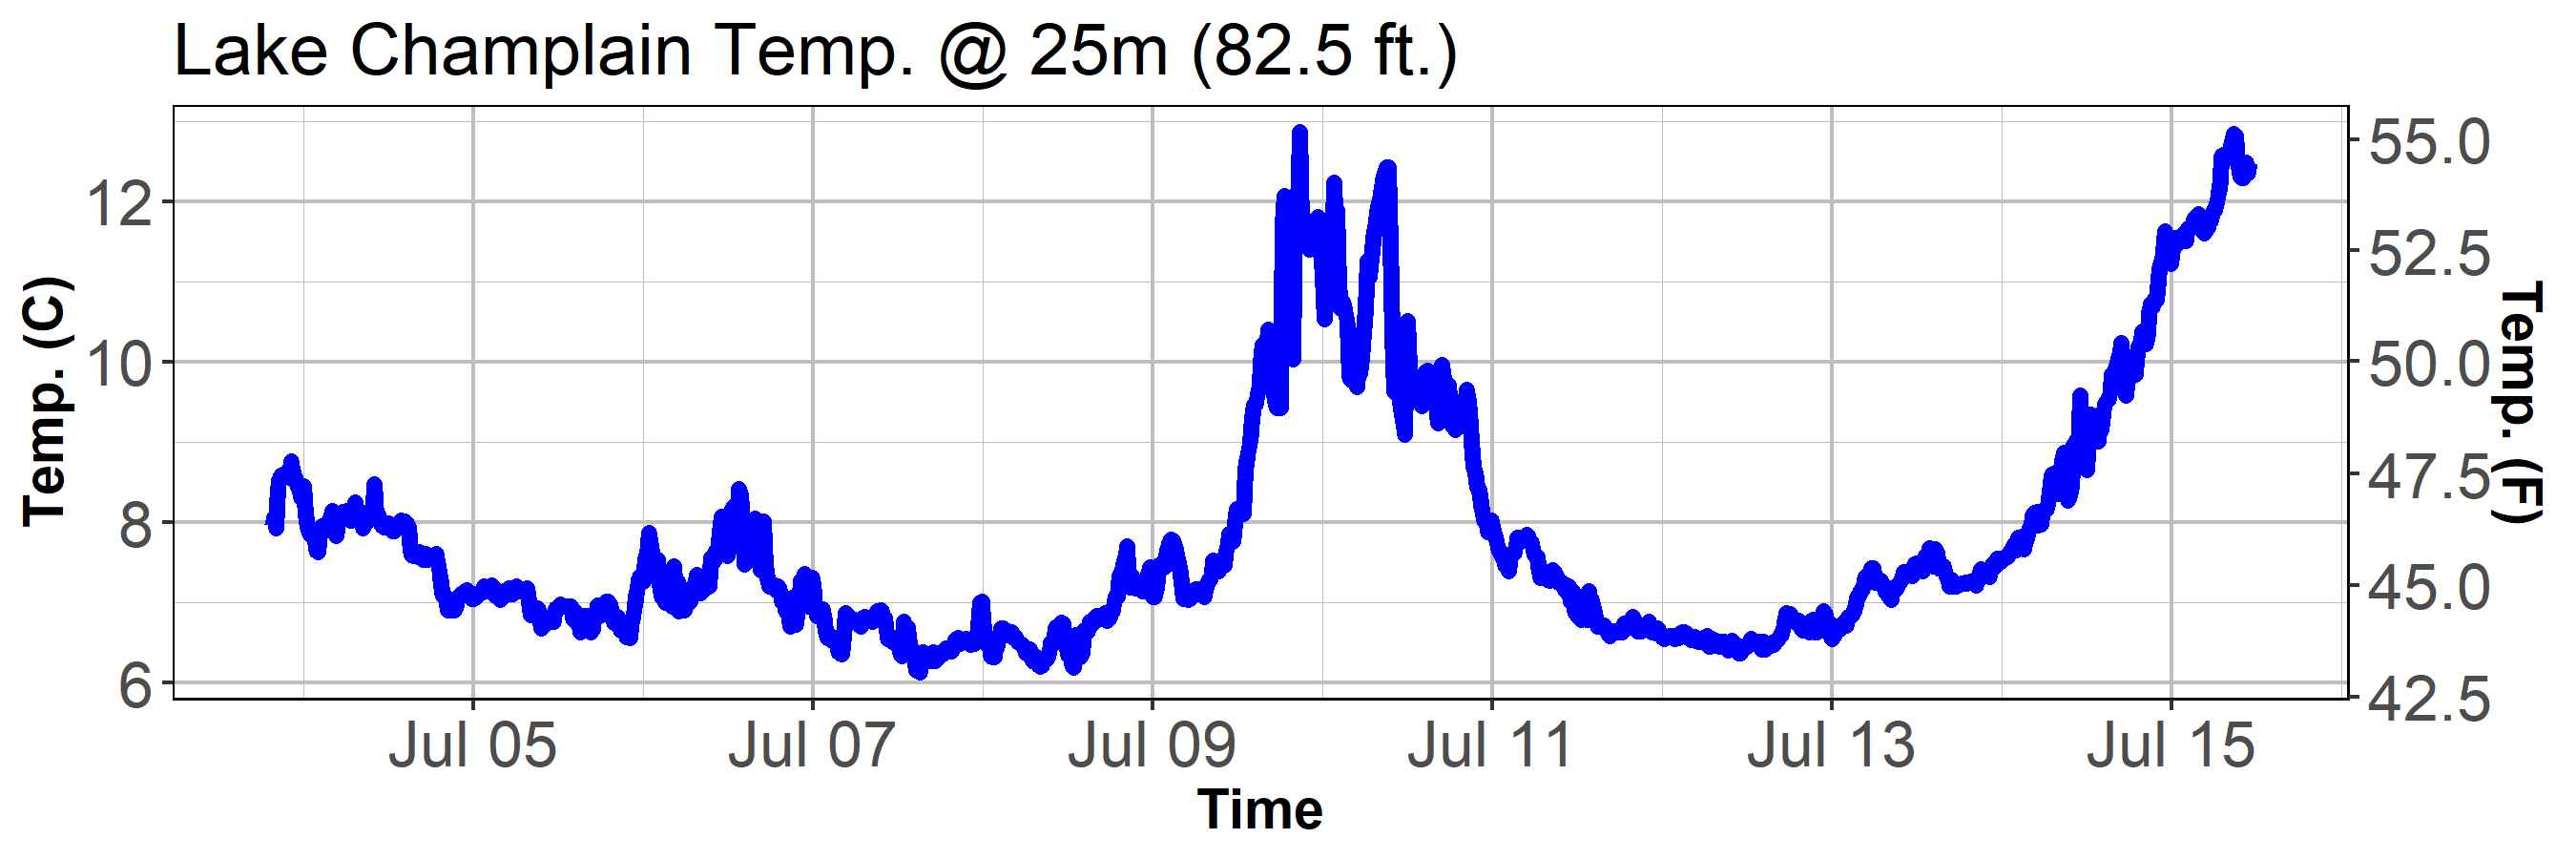 Lake Champlain Temp. @ 25m (82.5 ft.)
Temp. (C)
12
10
8
6
55.0
52.5
50.0
47.5
45.0
42.5
Temp. (F)
Jul 05 Jul 07 Jul 09 Jul 11 Jul 13 Jul 15
Time